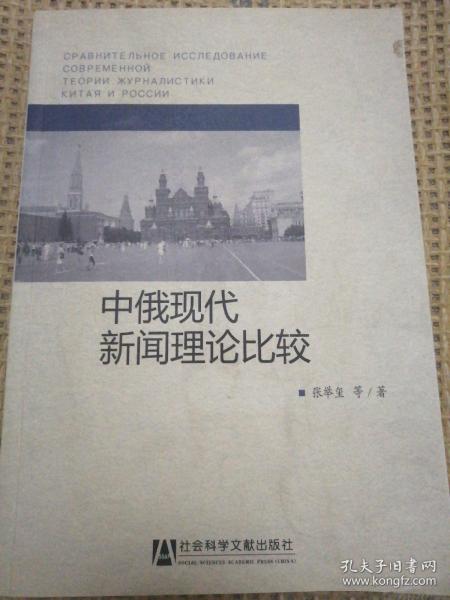 СРАВНИТЕЛЬНОЕ ИССЛЕДОВАНИЕ
СОВРЕМЕННОЙ
ТЕОРИИ ЖУРНАЛИСТИКИ
КИТАЯ И РОССИИ
中俄现代
新闻理论比较
张举玺 等/著
社会科学文献出版社
SOCIAL SCIENCES ACADEMIC PRESS (CHINA)
孔夫子旧书网
www.kongfz.com